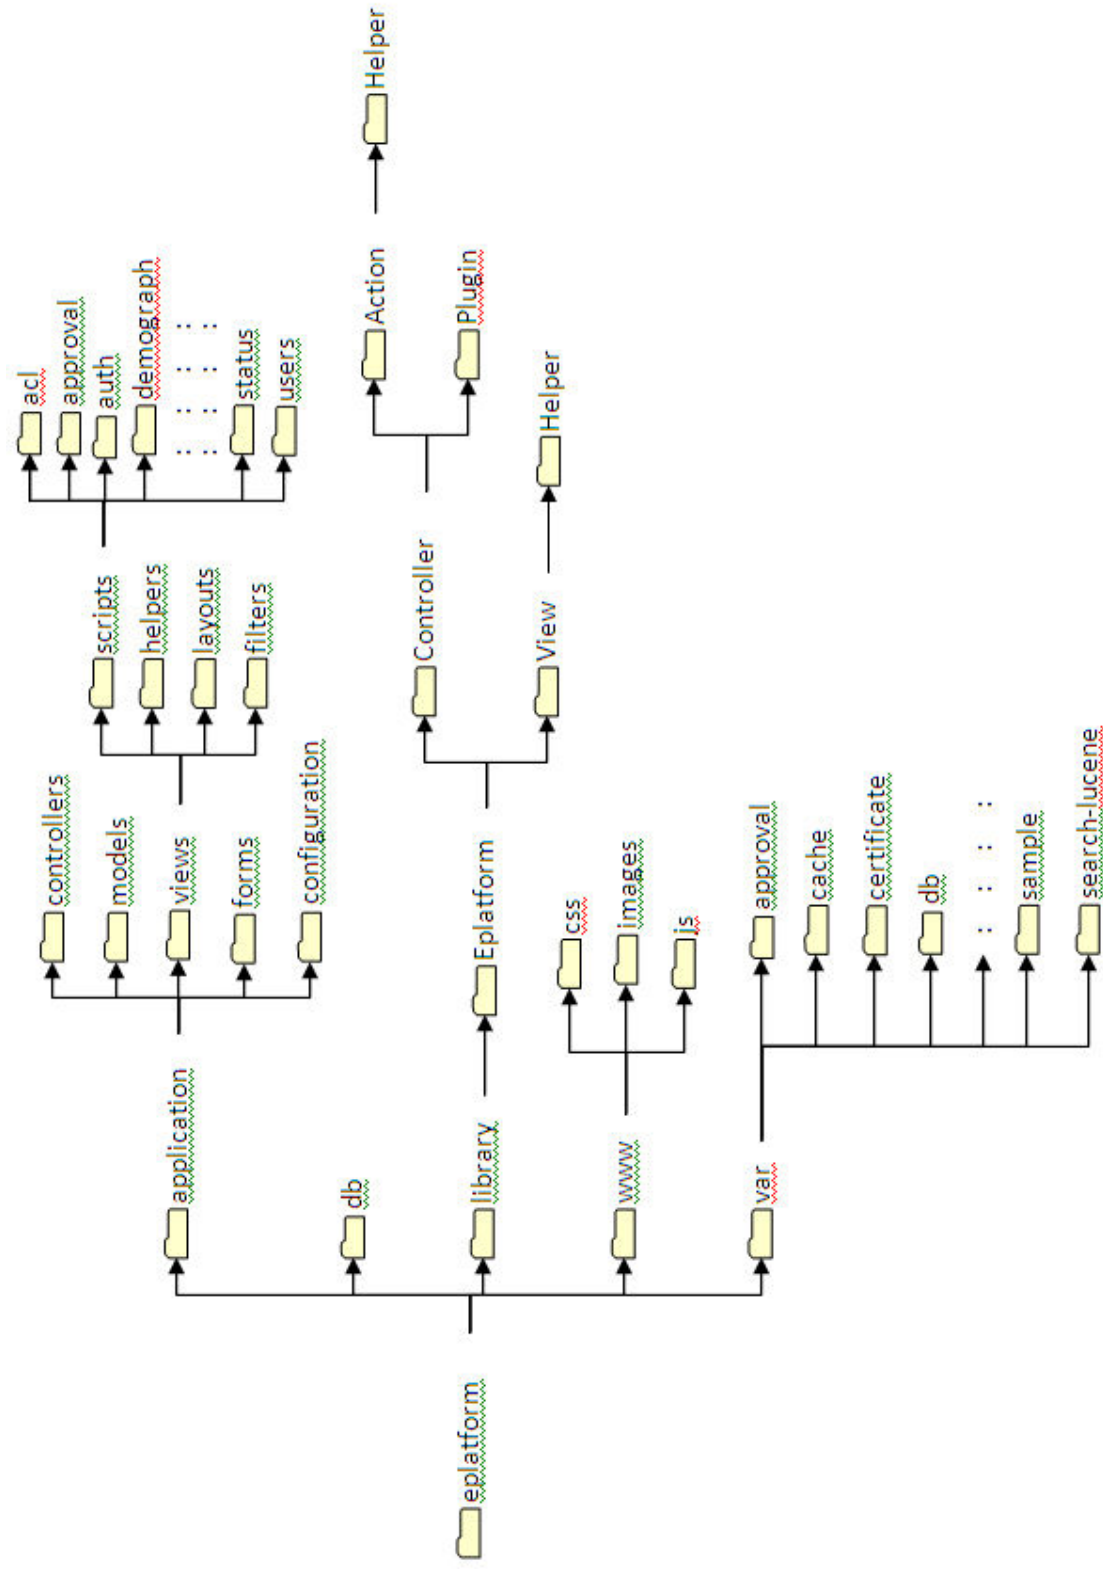 eplatform
application
db
library
www
var
controllers
models
views
forms
configuration
scripts
helpers
layouts
filters
acl
approval
auth
demograph
: : : :
: : : :
status
users
Eplatform
Controller
View
Action
Plugin
Helper
Helper
css
images
js
approval
cache
certificate
db
: : : :
sample
search-lucene